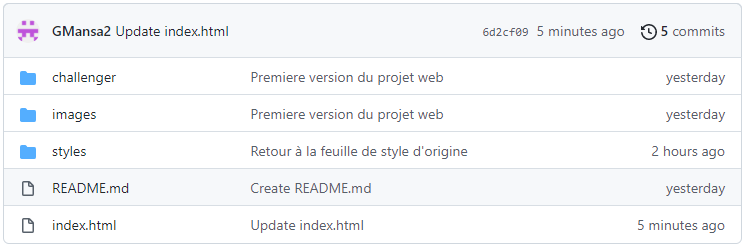 GMansa2 Update index.html 6d2cf09 5 minutes ago 5 commits
challenger Premiere version du projet web yesterday
images Premiere version du projet web yesterday
styles Retour à la feuille de style d'origine 2 hours ago
README.md Create README.md yesterday
index.html Update index.html 5 minutes ago